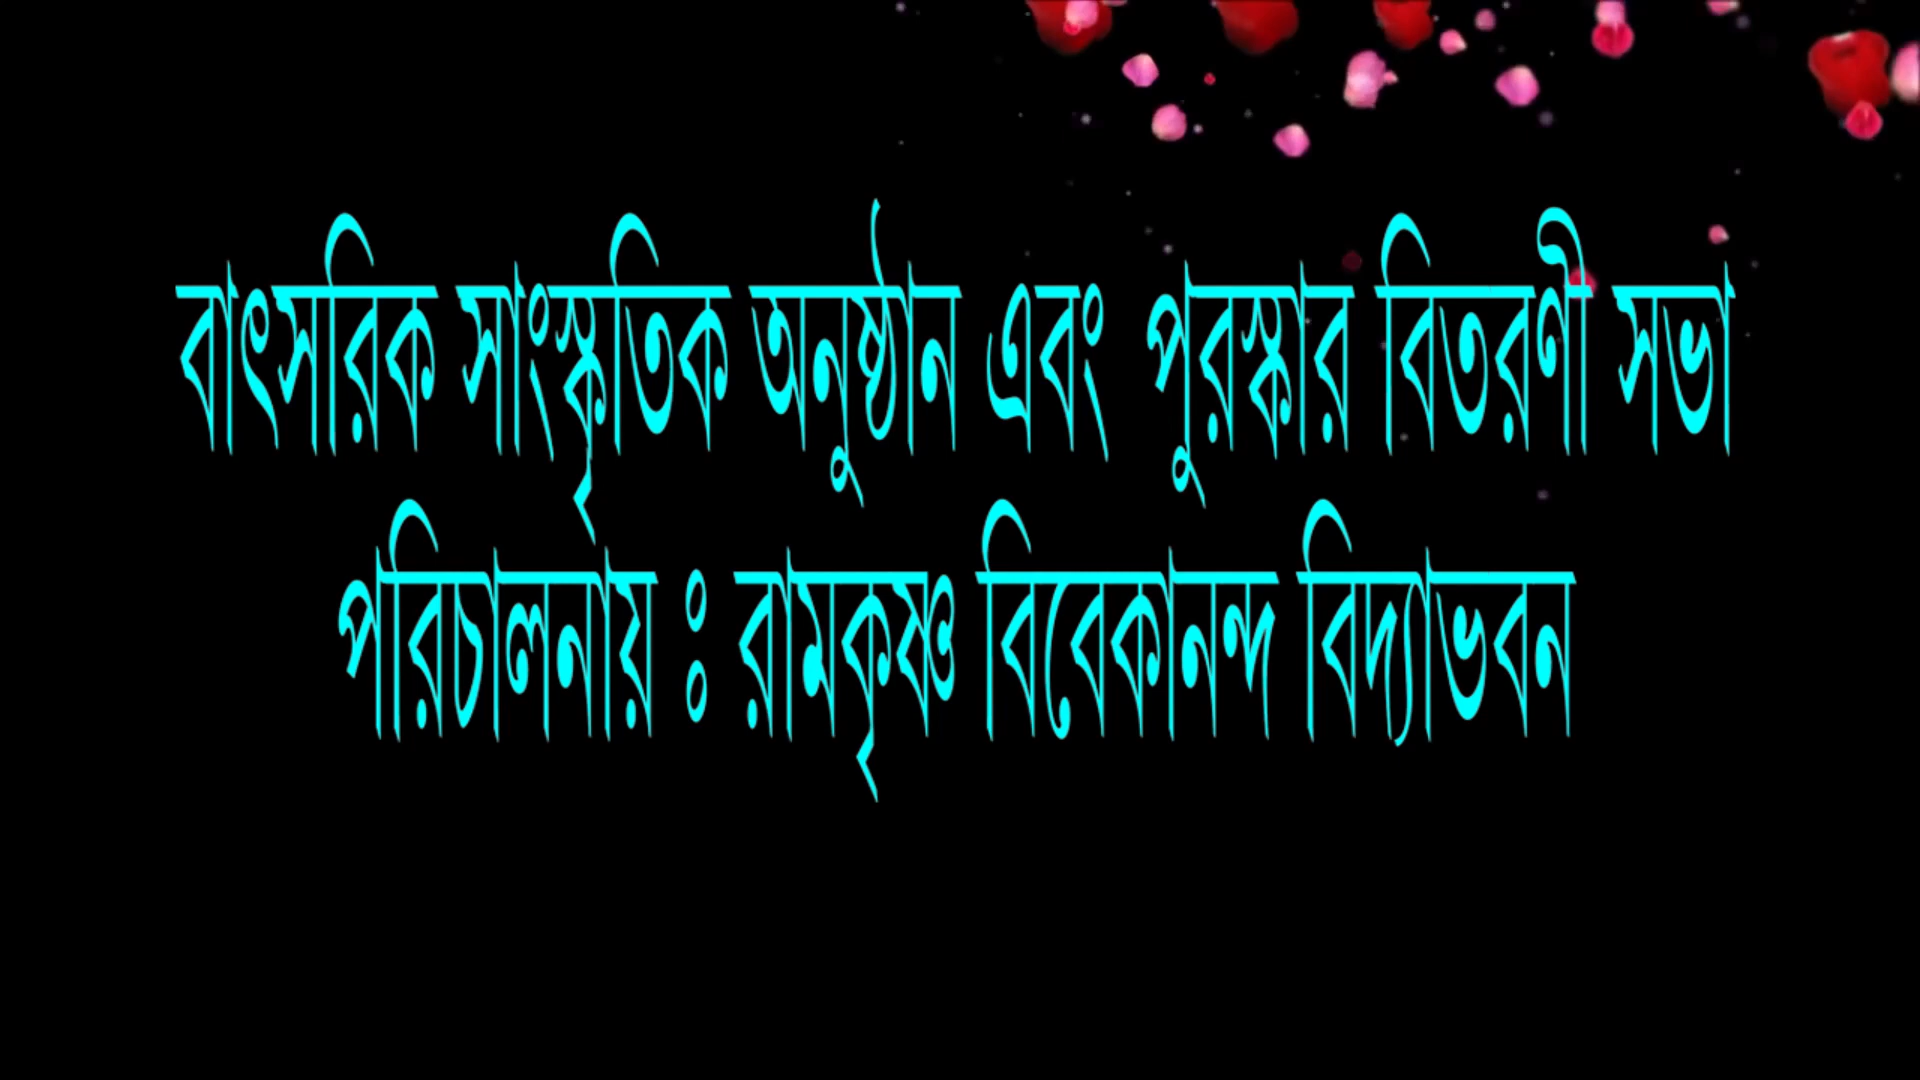 বাৎসরিক সাংস্কৃতিক অনুষ্ঠান এবং পুরস্কার বিতরণী সভা
পরিচালনায় ঃ রামকৃষ্ণ বিবেকানন্দ বিদ্যাভবন